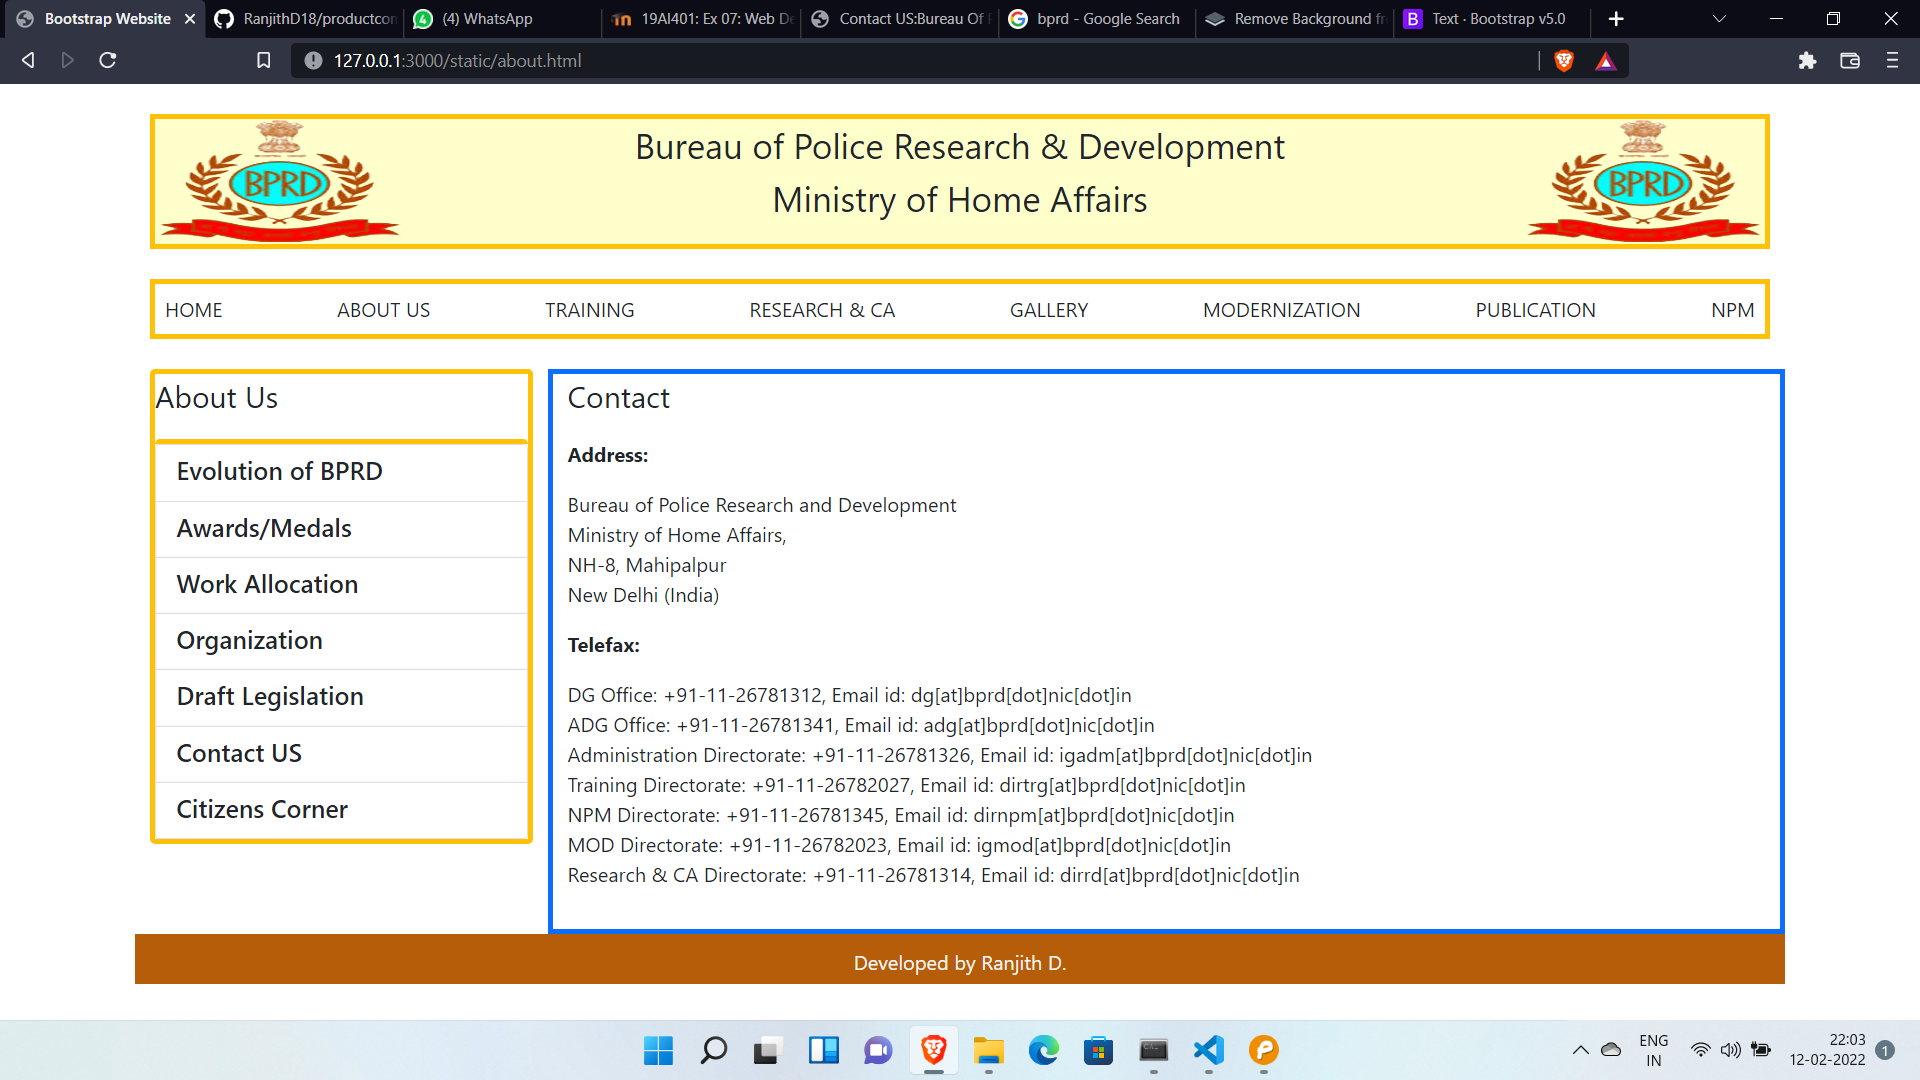 Bootstrap Website
RanjithD18/productcon
(4) WhatsApp
19AI401: Ex 07: Web De
Contact US:Bureau Of P
bprd - Google Search
Remove Background fr
B Text · Bootstrap v5.0
127.0.0.1:3000/static/about.html
BPRD
Bureau of Police Research & Development
Ministry of Home Affairs
BPRD
HOME ABOUT US TRAINING RESEARCH & CA GALLERY MODERNIZATION PUBLICATION NPM
About Us
Evolution of BPRD
Awards/Medals
Work Allocation
Organization
Draft Legislation
Contact US
Citizens Corner
Contact
Address:
Bureau of Police Research and Development
Ministry of Home Affairs,
NH-8, Mahipalpur
New Delhi (India)
Telefax:
DG Office: +91-11-26781312, Email id: dg[at]bprd[dot]nic[dot]in
ADG Office: +91-11-26781341, Email id: adg[at]bprd[dot]nic[dot]in
Administration Directorate: +91-11-26781326, Email id: igadm[at]bprd[dot]nic[dot]in
Training Directorate: +91-11-26782027, Email id: dirtrg[at]bprd[dot]nic[dot]in
NPM Directorate: +91-11-26781345, Email id: dirnpm[at]bprd[dot]nic[dot]in
MOD Directorate: +91-11-26782023, Email id: igmod[at]bprd[dot]nic[dot]in
Research & CA Directorate: +91-11-26781314, Email id: dirrd[at]bprd[dot]nic[dot]in
Developed by Ranjith D.
ENG
IN
22:03
12-02-2022
1